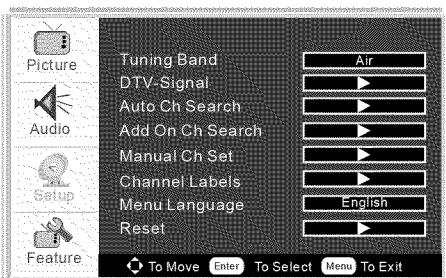 Picture
Audio
Setup
Feature
Tuning Band Air
DTV-Signal
Auto Ch Search
Add On Ch Search
Manual Ch Set
Channel Labels
Menu Language English
Reset
To Move Enter To Select Menu To Exit